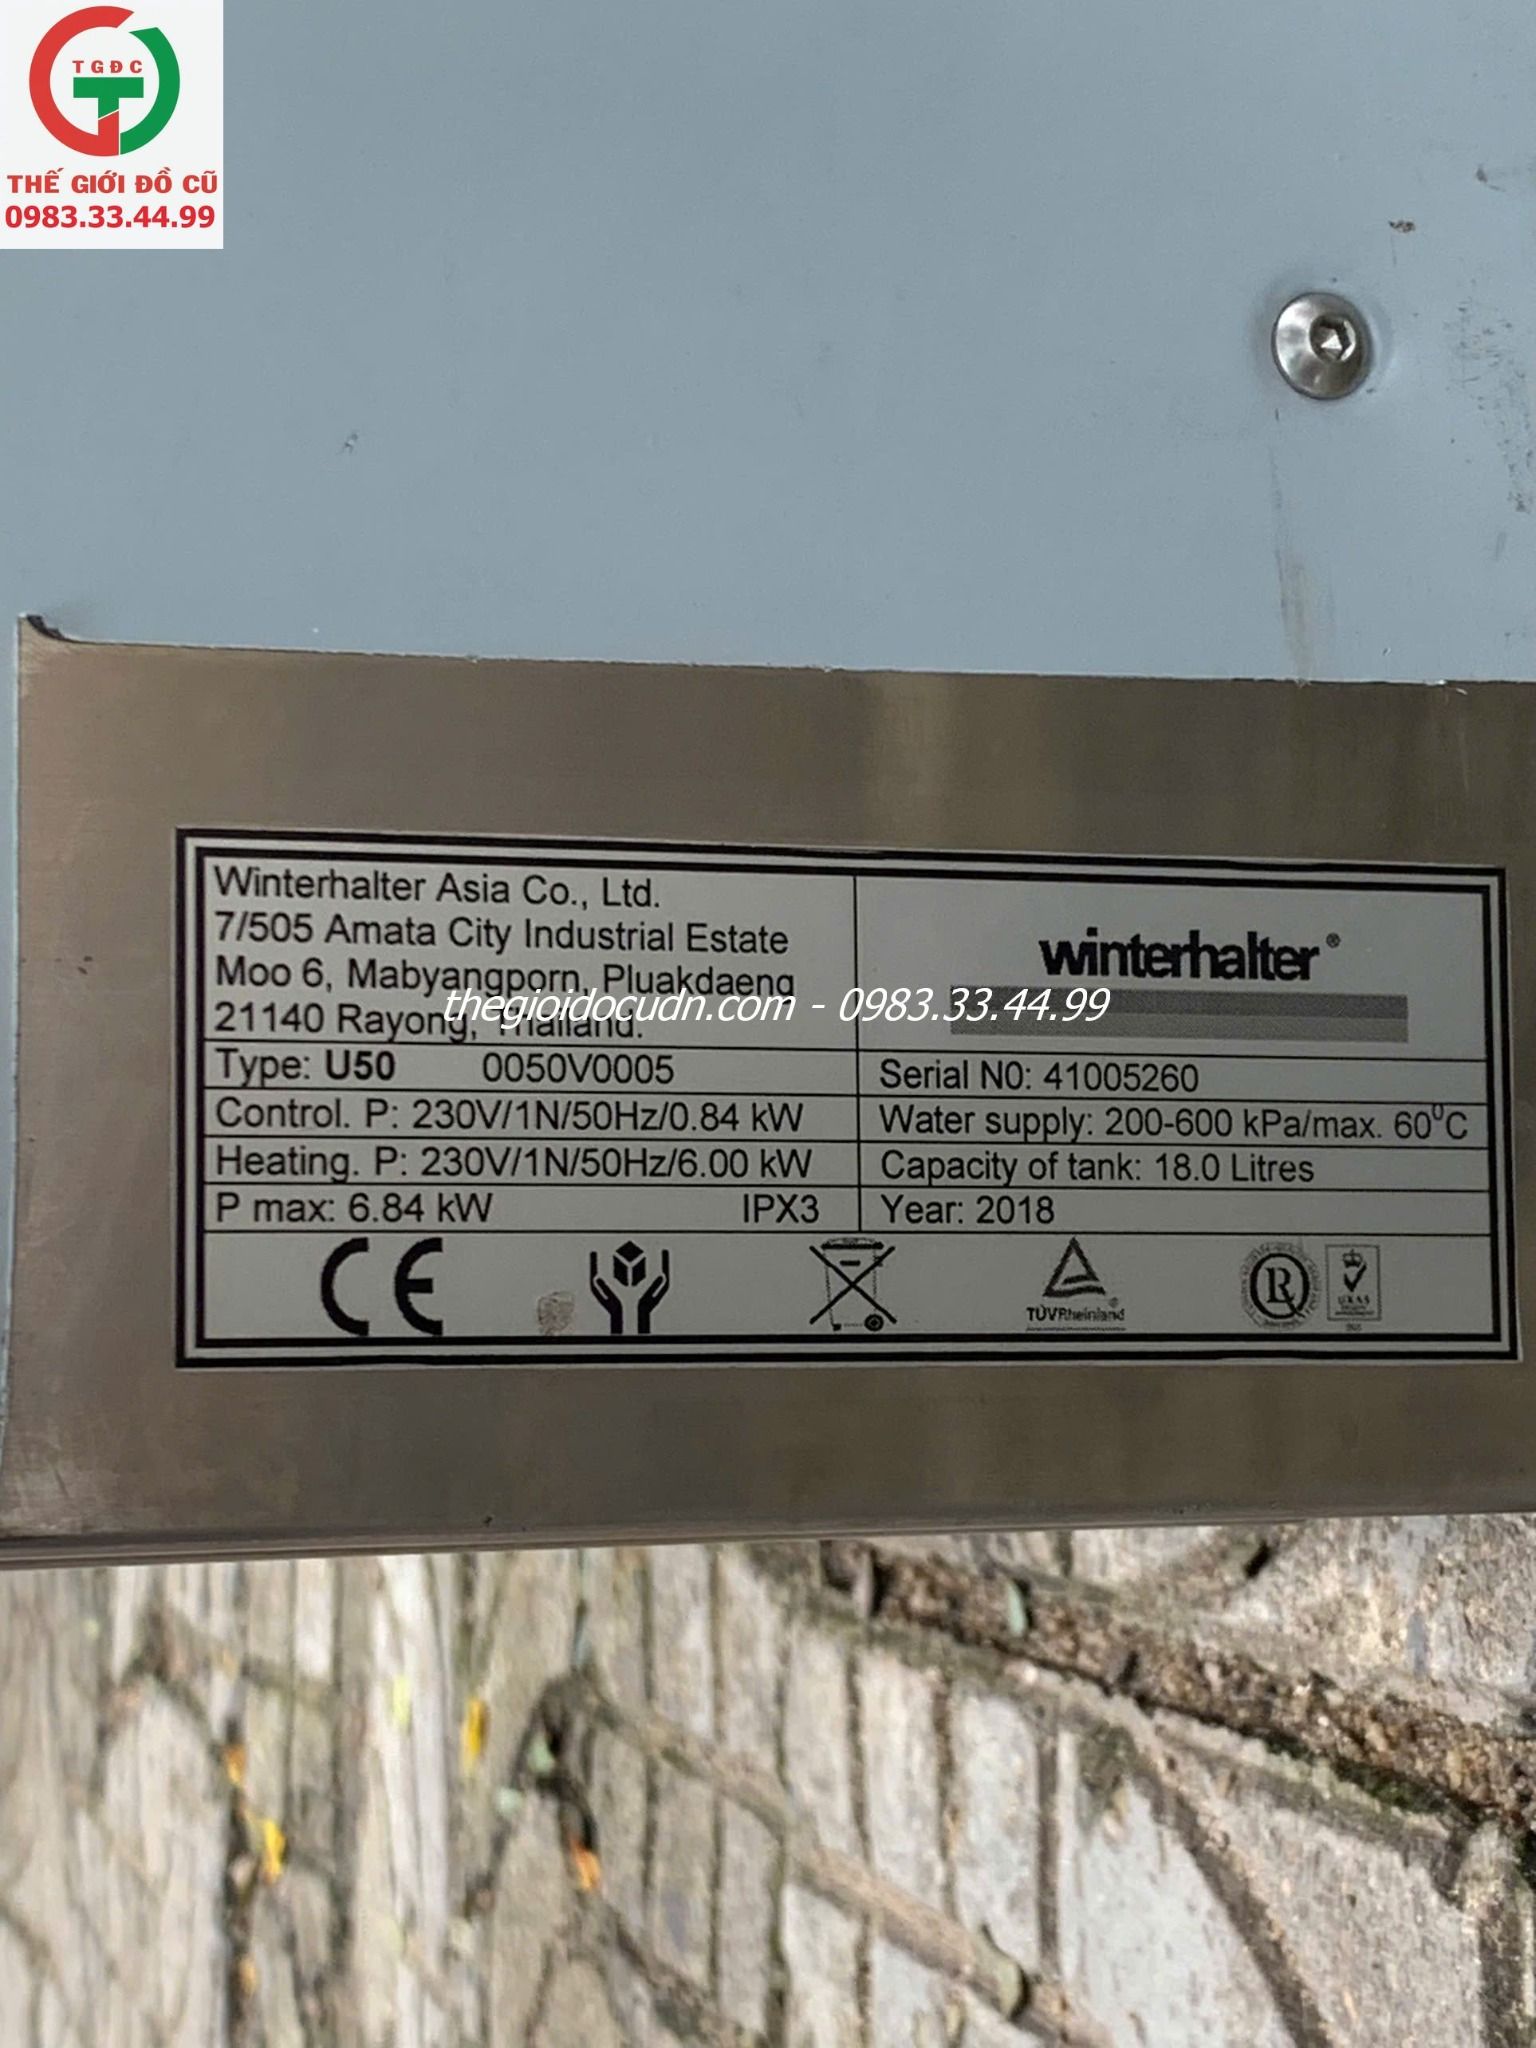 TGĐC
THẾ GIỚI ĐỒ CŨ
0983.33.44.99
Winterhalter Asia Co., Ltd.
7/505 Amata City Industrial Estate
Moo 6, Mabyangporn, Pluakdaeng
21140 Rayong, Thailand.
winterhalter®
thegioidocudn.com - 0983.33.44.99
Type: U50 0050V0005
Serial N0: 41005260
Control. P: 230V/1N/50Hz/0.84 kW
Water supply: 200-600 kPa/max. 60⁰C
Heating. P: 230V/1N/50Hz/6.00 kW
Capacity of tank: 18.0 Litres
P max: 6.84 kW IPX3
Year: 2018
CE
TÜVRheinland®
UKAS